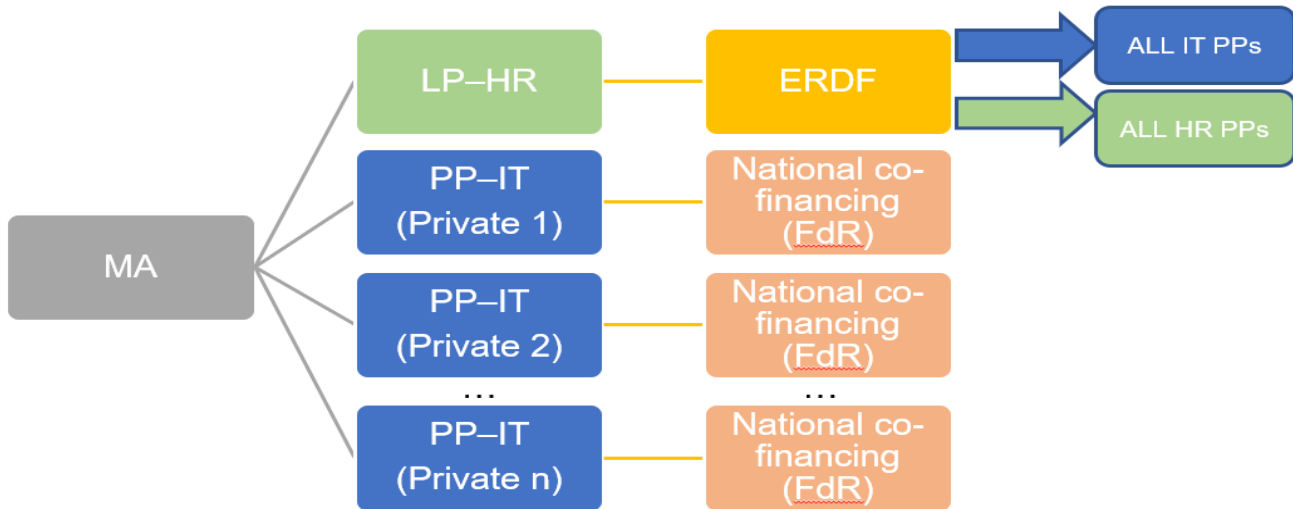 MA
LP–HR
ERDF
ALL IT PPs
ALL HR PPs
PP–IT
(Private 1)
National co-
financing
(FdR)
PP–IT
(Private 2)
National co-
financing
(FdR)
...
...
PP–IT
(Private n)
National co-
financing
(FdR)